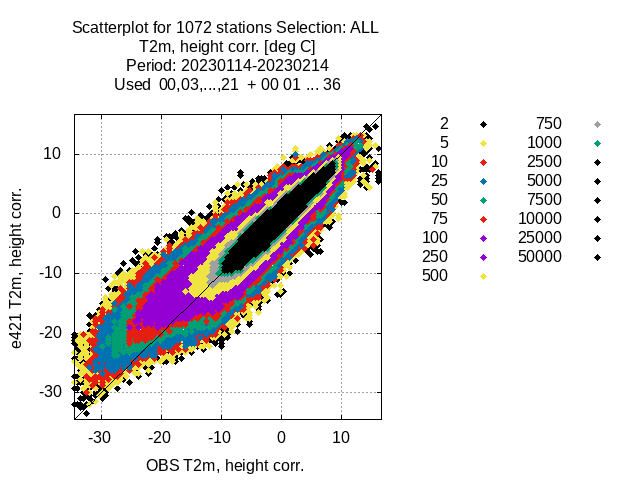 Scatterplot for 1072 stations Selection: ALL
T2m, height corr. [deg C]
Period: 20230114-20230214
Used  00,03,...,21  + 00 01 ... 36
2 750
5 1000
10 2500
25 5000
50 7500
75 10000
100 25000
250 50000
500
10
0
-10
-20
-30
e421 T2m, height corr.
-30 -20 -10 0 10
OBS T2m, height corr.